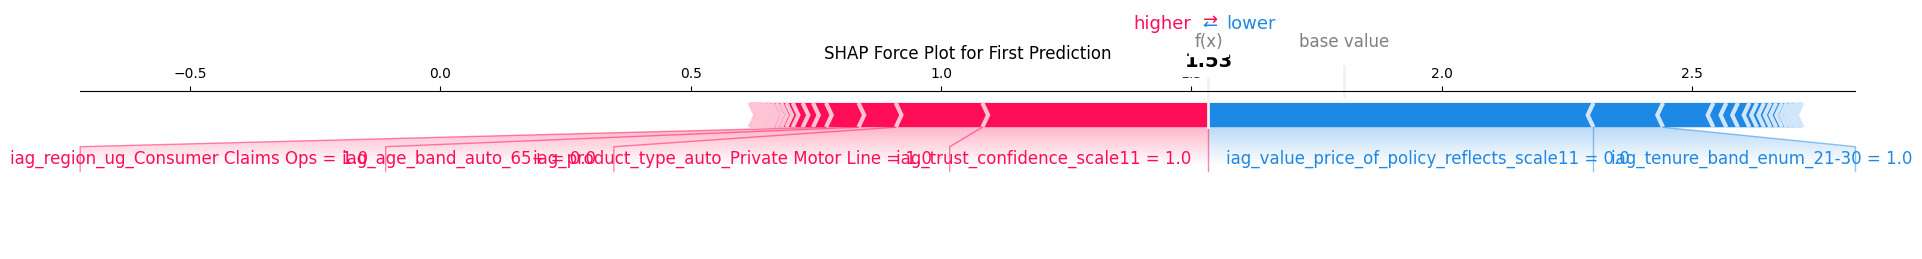 higher ⇄ lower
f(x) base value
SHAP Force Plot for First Prediction
1.53
−0.5 0.0 0.5 1.0 2.0 2.5
iag_region_ug_Consumer Claims Ops = 1.0 iag_age_band_auto_65+ = 0.0 iag_product_type_auto_Private Motor Line = 1.0 iag_trust_confidence_scale11 = 1.0 iag_value_price_of_policy_reflects_scale11 = 0.0 iag_tenure_band_enum_21-30 = 1.0